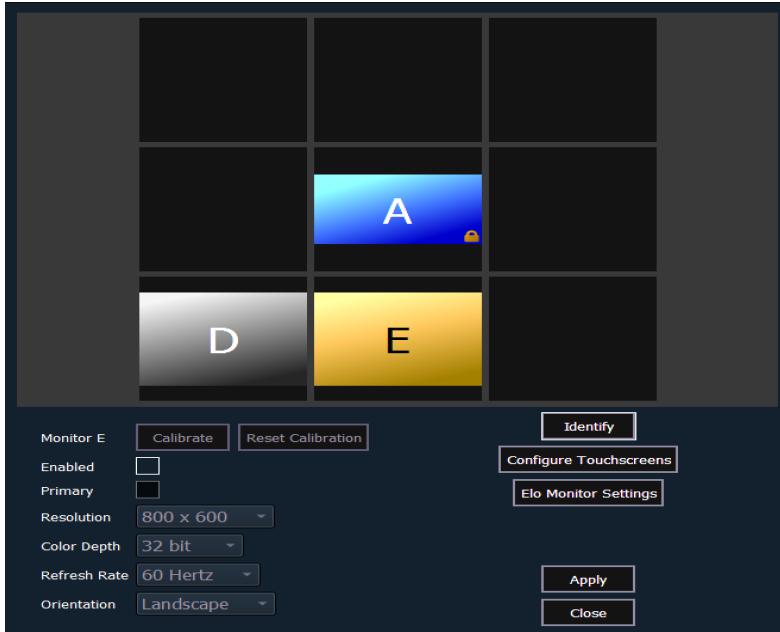 A
D
E
Monitor E
Calibrate
Reset Calibration
Enabled
Primary
Resolution
800 x 600
Color Depth
32 bit
Refresh Rate
60 Hertz
Orientation
Landscape
Identify
Configure Touchscreens
Elo Monitor Settings
Apply
Close